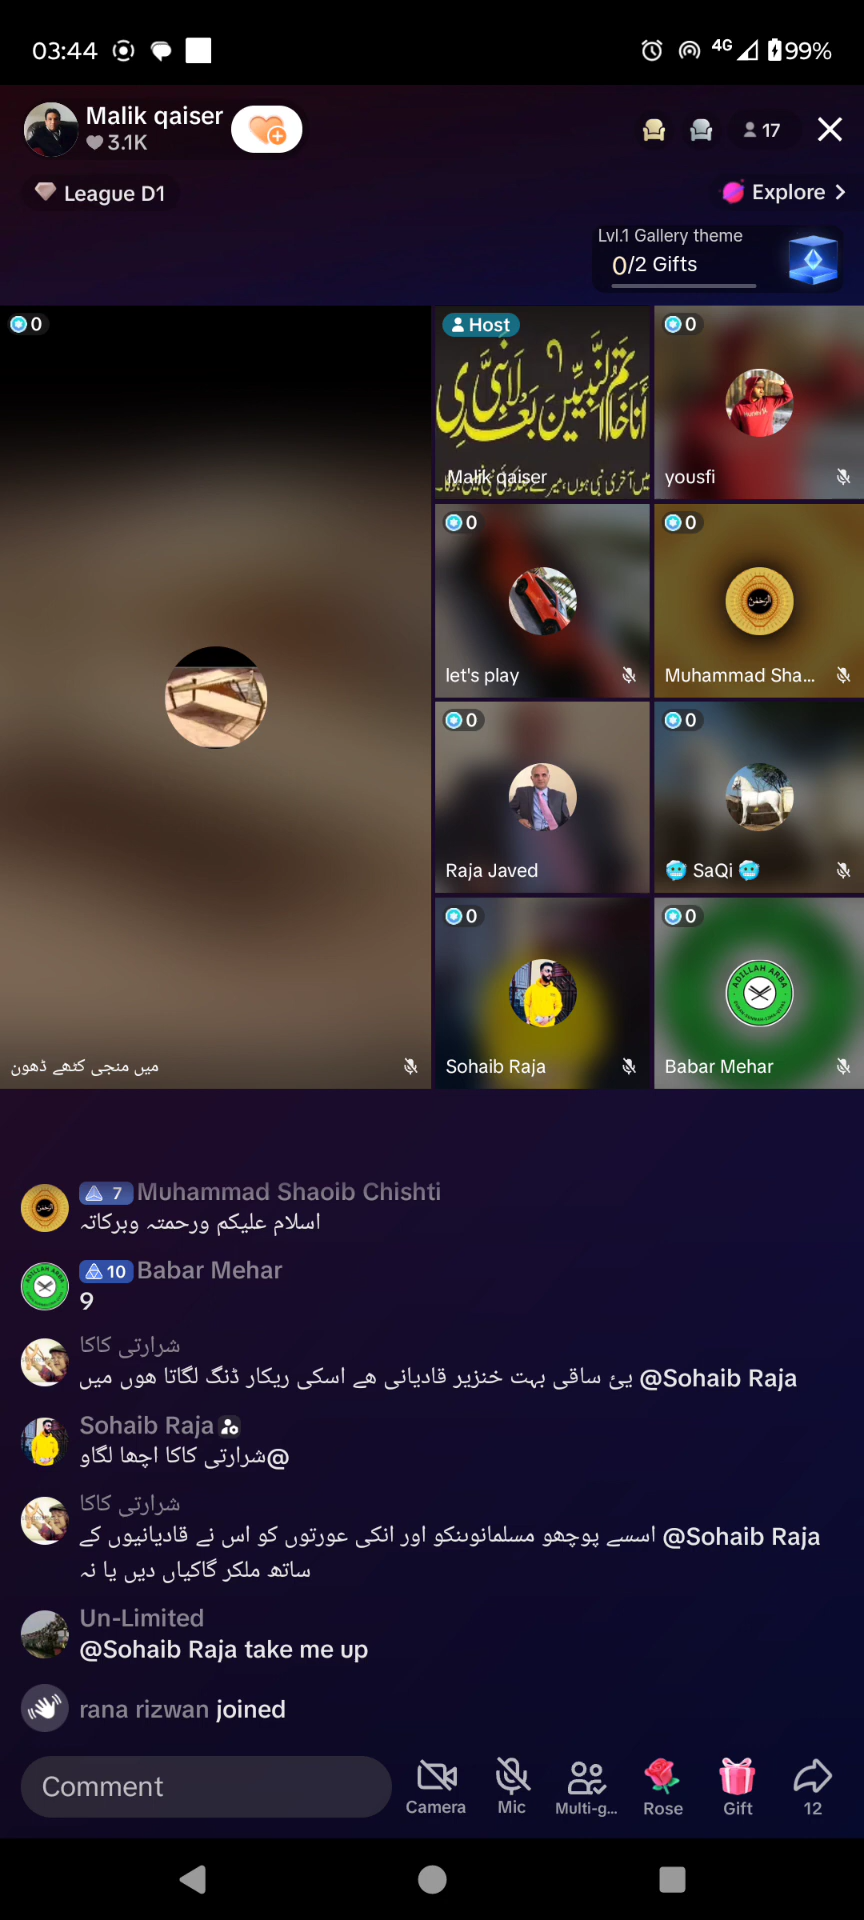 03:44
4G
99%
Malik qaiser
3.1K
17
League D1
Explore
Lvl.1 Gallery theme
0/2 Gifts
0
Host
0
Malik qaiser
yousfi
0
0
let's play
Muhammad Sha...
0
0
Raja Javed
🥶 SaQi 🥶
0
0
میں منجی کتھے ڈھون
Sohaib Raja
Babar Mehar
7 Muhammad Shaoib Chishti
اسلام علیکم ورحمتہ وبرکاتہ
10 Babar Mehar
9
شرارتی کاکا
@Sohaib Raja یئ ساقی بہت خنزیر قادیانی ھے اسکی ریکار ڈنگ لگاتا ھوں میں
Sohaib Raja
@شرارتی کاکا اچھا لگاو
شرارتی کاکا
@Sohaib Raja اسسے پوچھو مسلمانوںنکو اور انکی عورتوں کو اس نے قادیانیوں کے
ساتھ ملکر گاکیاں دیں یا نہ
Un-Limited
@Sohaib Raja take me up
rana rizwan joined
Comment
Camera
Mic
Multi-g...
Rose
Gift
12